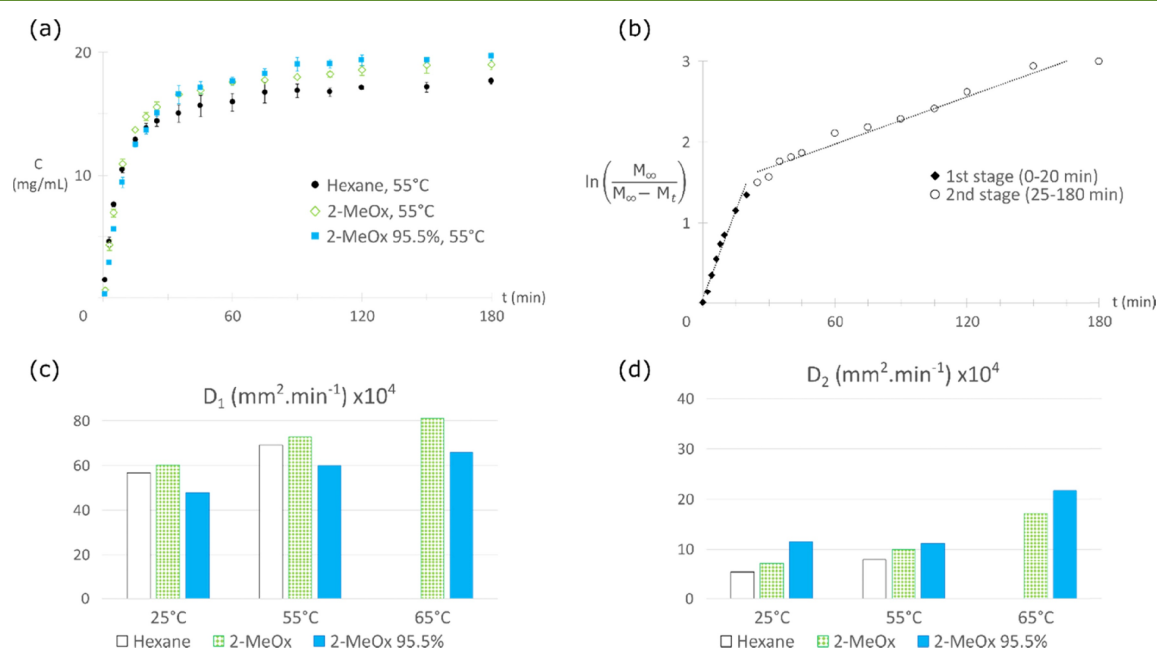 (a)
20
10
0
C
(mg/mL)
Hexane, 55°C
2-MeOx, 55°C
2-MeOx 95.5%, 55°C
t (min)
60
120
180
(b)
3
2
1
0
ln(M∞/M∞− Mt)
1st stage (0-20 min)
2nd stage (25-180 min)
t (min)
60
120
180
(c)
D1 (mm2.min-1) x104
80
60
40
20
0
25°C
55°C
65°C
Hexane
2-MeOx
2-MeOx 95.5%
(d)
D2 (mm2.min-1) x104
40
30
20
10
0
25°C
55°C
65°C
Hexane
2-MeOx
2-MeOx 95.5%